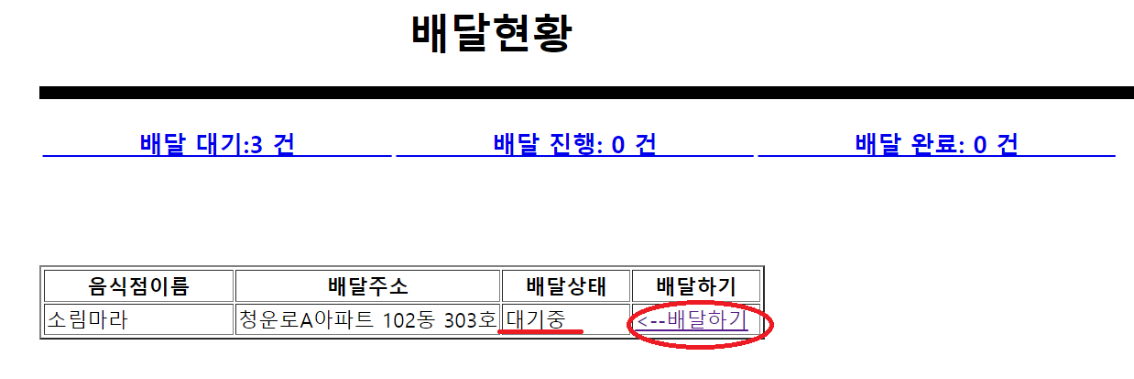 배달현황
배달 대기:3 건 배달 진행: 0 건 배달 완료: 0 건
음식점이름 배달주소 배달상태 배달하기
소림마라 청운로A아파트 102동 303호 대기중 <--배달하기